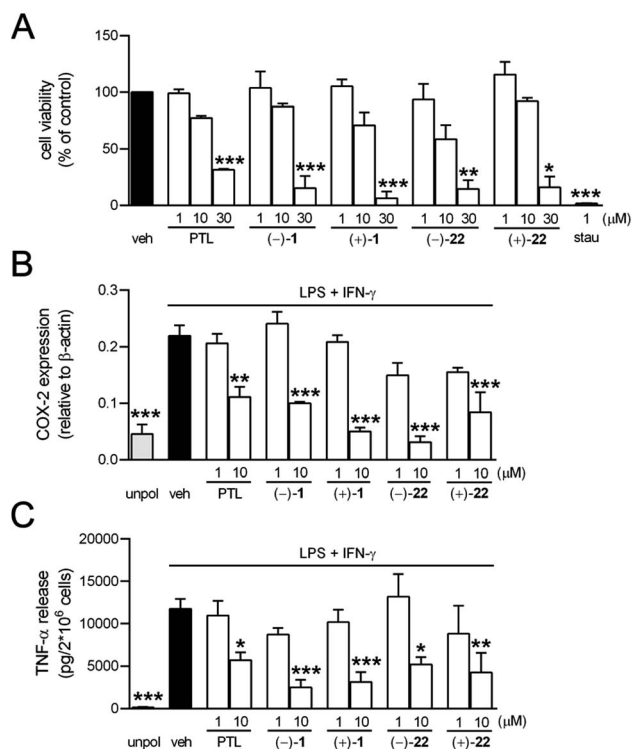 A
cell viability
(% of control)
150
100
50
0
***
***
***
**
*
***
1 10 30 1 10 30 1 10 30 1 10 30 1 10 30 1 (μM)
veh PTL (−)-1 (+)-1 (−)-22 (+)-22 stau
B
LPS + IFN-γ
COX-2 expression
(relative to β-actin)
0.3
0.2
0.1
0.0
***
**
***
***
***
***
1 10 1 10 1 10 1 10 1 10 (μM)
unpol veh PTL (−)-1 (+)-1 (−)-22 (+)-22
C
LPS + IFN-γ
TNF-α release
(pg/2*10⁶ cells)
20000
15000
10000
5000
0
***
*
***
***
*
**
1 10 1 10 1 10 1 10 1 10 (μM)
unpol veh PTL (−)-1 (+)-1 (−)-22 (+)-22